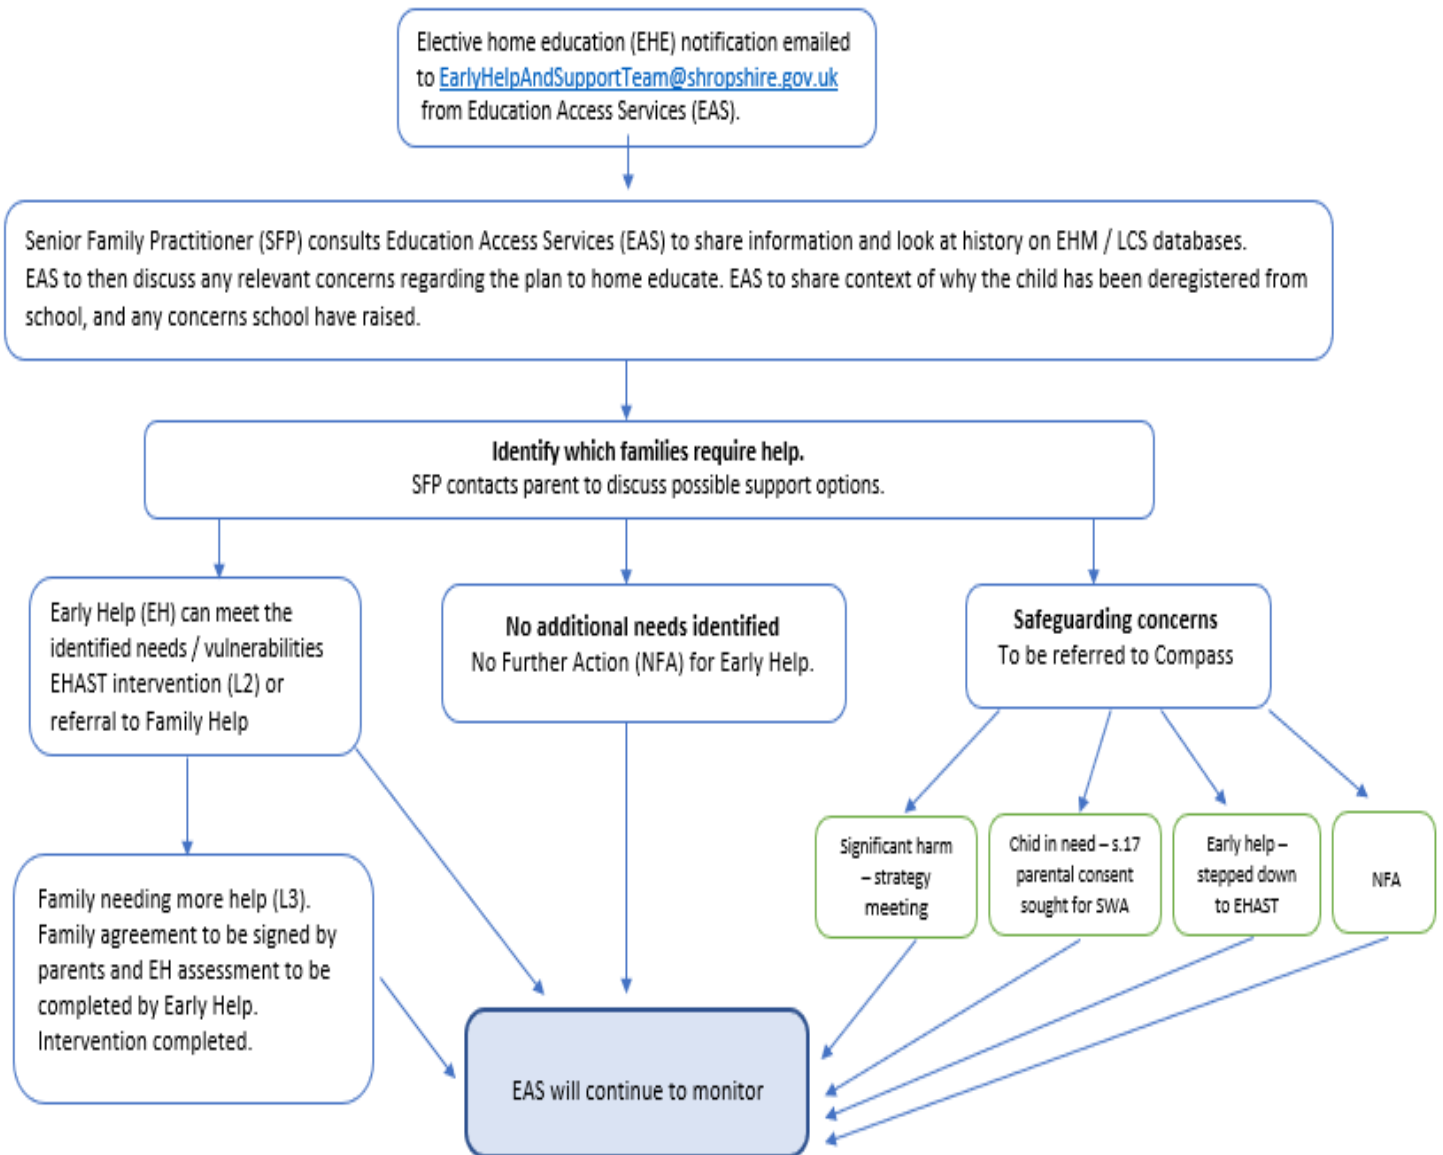 Elective home education (EHE) notification emailed
to EarlyHelpAndSupportTeam@shropshire.gov.uk
from Education Access Services (EAS).
Senior Family Practitioner (SFP) consults Education Access Services (EAS) to share information and look at history on EHM / LCS databases.
EAS to then discuss any relevant concerns regarding the plan to home educate. EAS to share context of why the child has been deregistered from
school, and any concerns school have raised.
Identify which families require help.
SFP contacts parent to discuss possible support options.
Early Help (EH) can meet the
identified needs / vulnerabilities
EHAST intervention (L2) or
referral to Family Help
No additional needs identified
No Further Action (NFA) for Early Help.
Safeguarding concerns
To be referred to Compass
Family needing more help (L3).
Family agreement to be signed by
parents and EH assessment to be
completed by Early Help.
Intervention completed.
Significant harm
– strategy
meeting
Chid in need – s.17
parental consent
sought for SWA
Early help –
stepped down
to EHAST
NFA
EAS will continue to monitor